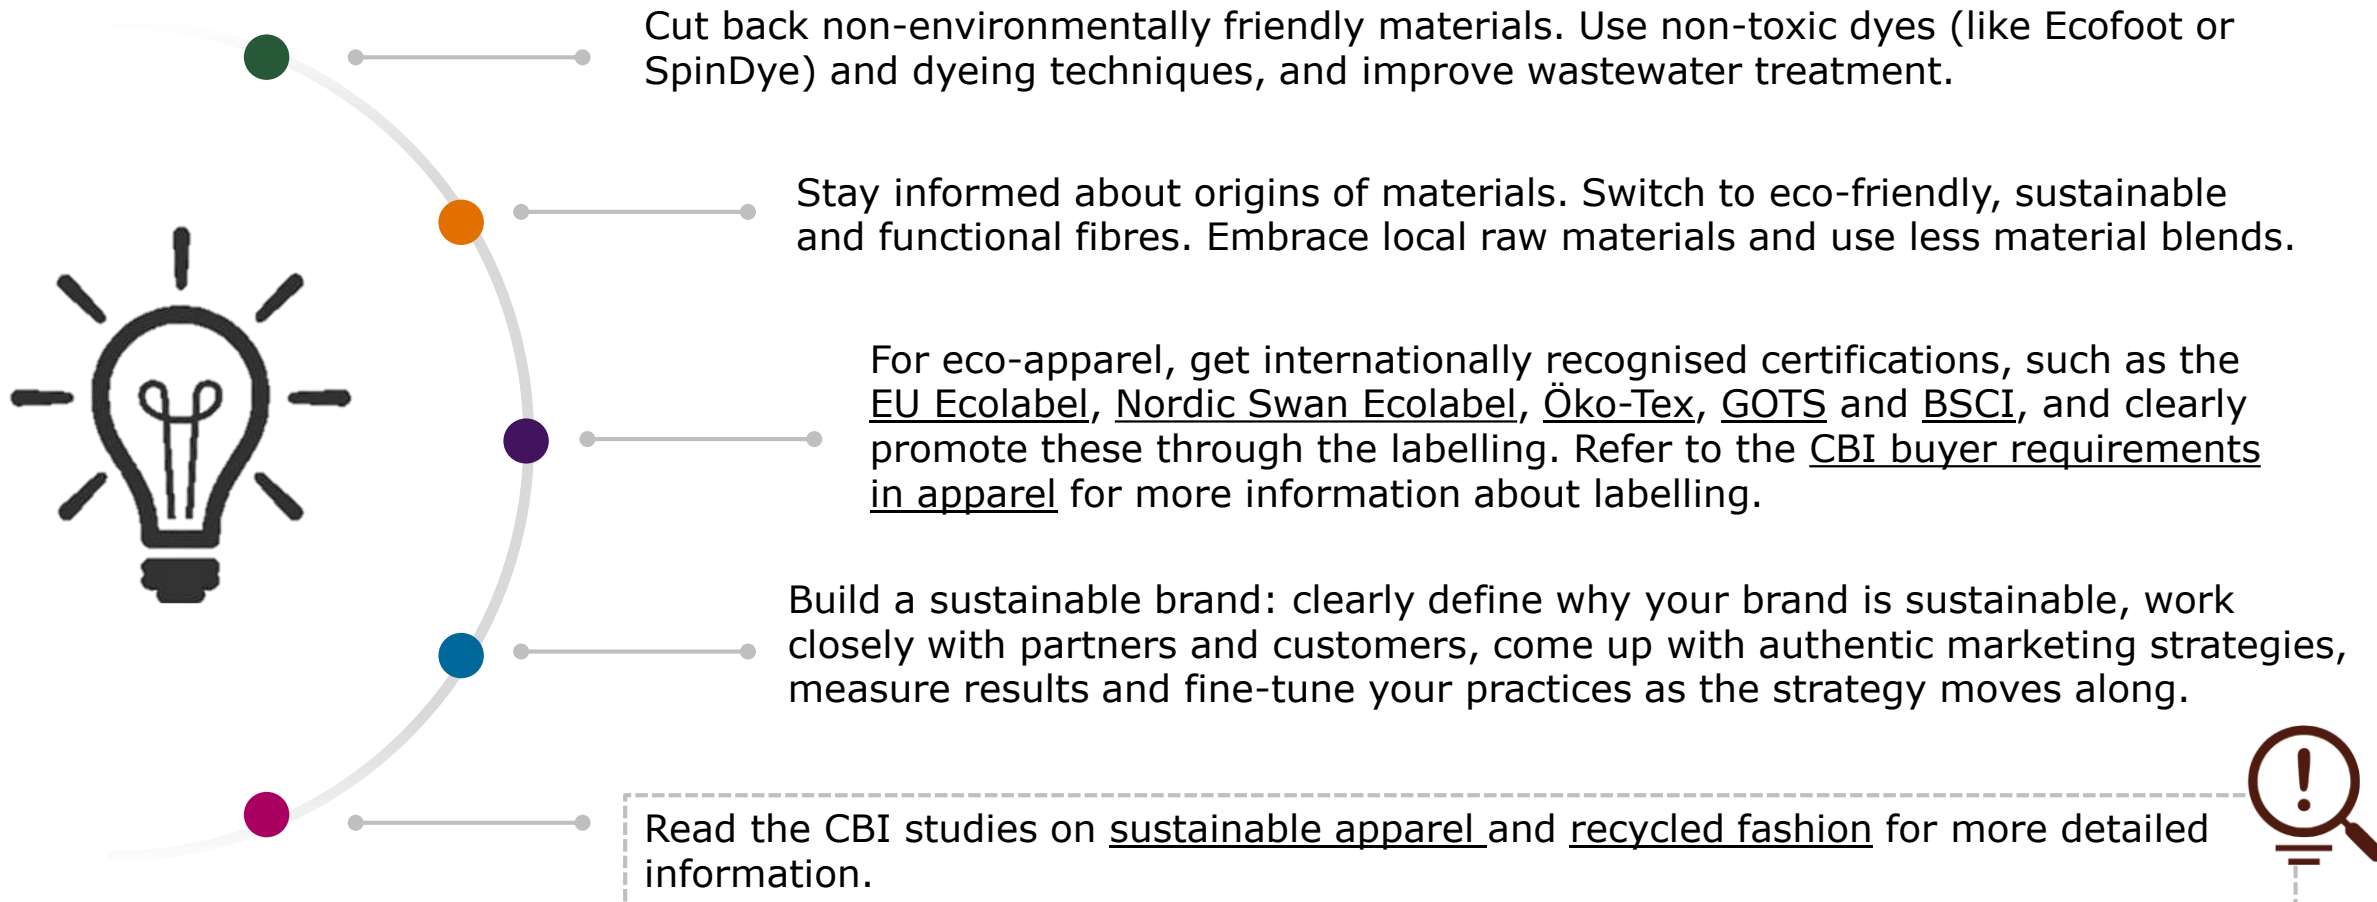 Cut back non-environmentally friendly materials. Use non-toxic dyes (like Ecofoot or
SpinDye) and dyeing techniques, and improve wastewater treatment.
Stay informed about origins of materials. Switch to eco-friendly, sustainable
and functional fibres. Embrace local raw materials and use less material blends.
For eco-apparel, get internationally recognised certifications, such as the
EU Ecolabel, Nordic Swan Ecolabel, Öko-Tex, GOTS and BSCI, and clearly
promote these through the labelling. Refer to the CBI buyer requirements
in apparel for more information about labelling.
Build a sustainable brand: clearly define why your brand is sustainable, work
closely with partners and customers, come up with authentic marketing strategies,
measure results and fine-tune your practices as the strategy moves along.
Read the CBI studies on sustainable apparel and recycled fashion for more detailed
information.